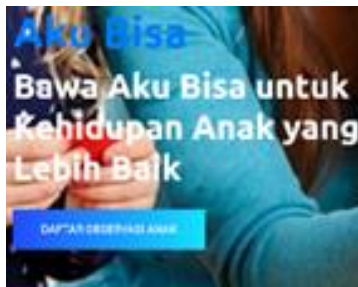 Aku Bisa
Bawa Aku Bisa untuk
Kehidupan Anak yang
Lebih Baik
DAFTAR OBSERVASI ANAK